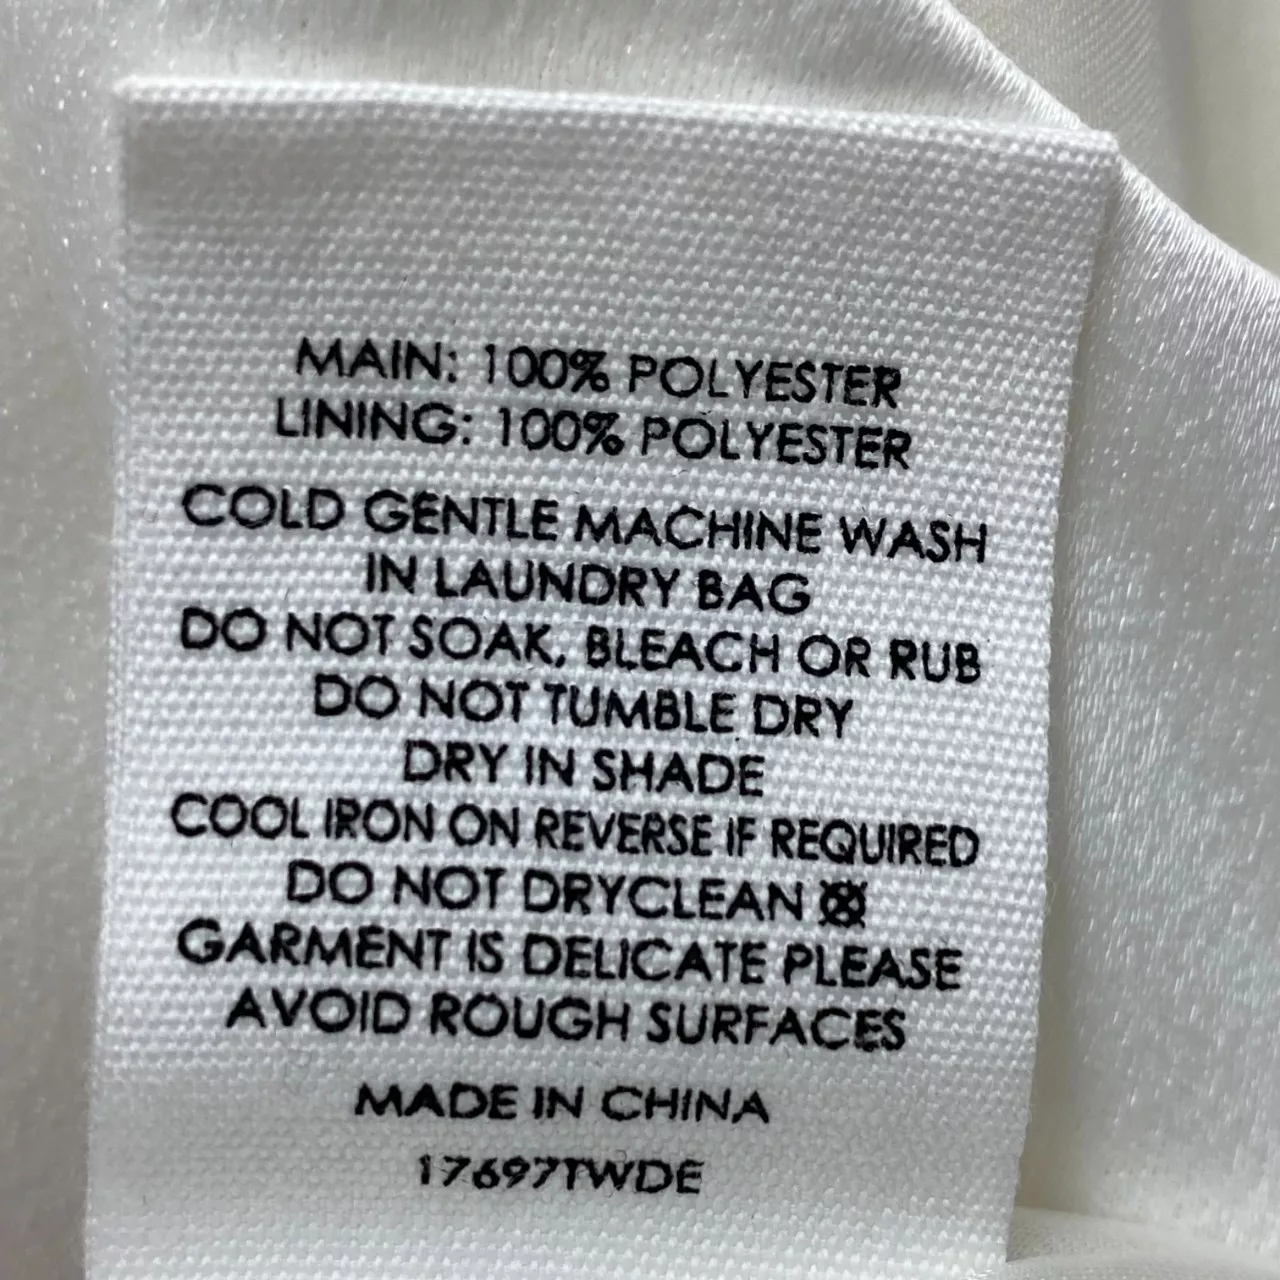 MAIN: 100% POLYESTER
LINING: 100% POLYESTER
COLD GENTLE MACHINE WASH
IN LAUNDRY BAG
DO NOT SOAK, BLEACH OR RUB
DO NOT TUMBLE DRY
DRY IN SHADE
COOL IRON ON REVERSE IF REQUIRED
DO NOT DRYCLEAN
GARMENT IS DELICATE PLEASE
AVOID ROUGH SURFACES
MADE IN CHINA
17697TWDE